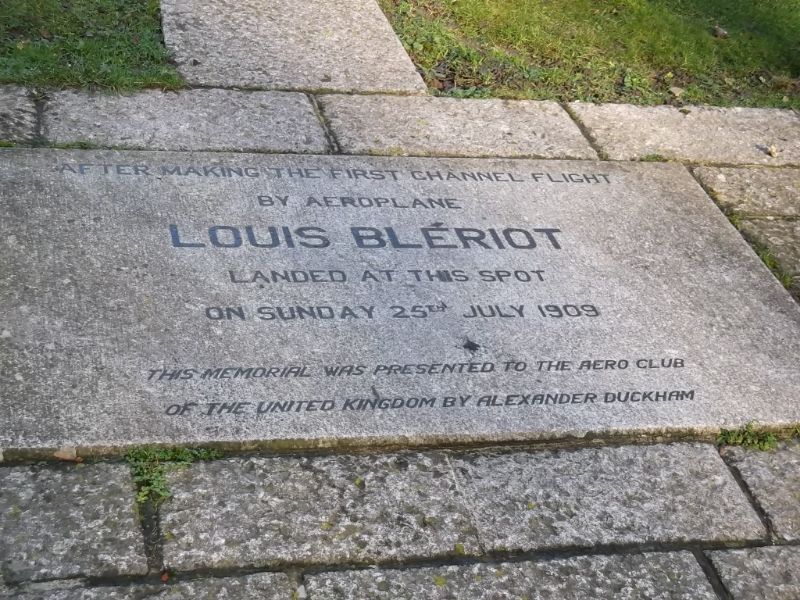 AFTER MAKING THE FIRST CHANNEL FLIGHT
BY AEROPLANE
LOUIS BLÉRIOT
LANDED AT THIS SPOT
ON SUNDAY 25TH JULY 1909
THIS MEMORIAL WAS PRESENTED TO THE AERO CLUB
OF THE UNITED KINGDOM BY ALEXANDER DUCKHAM